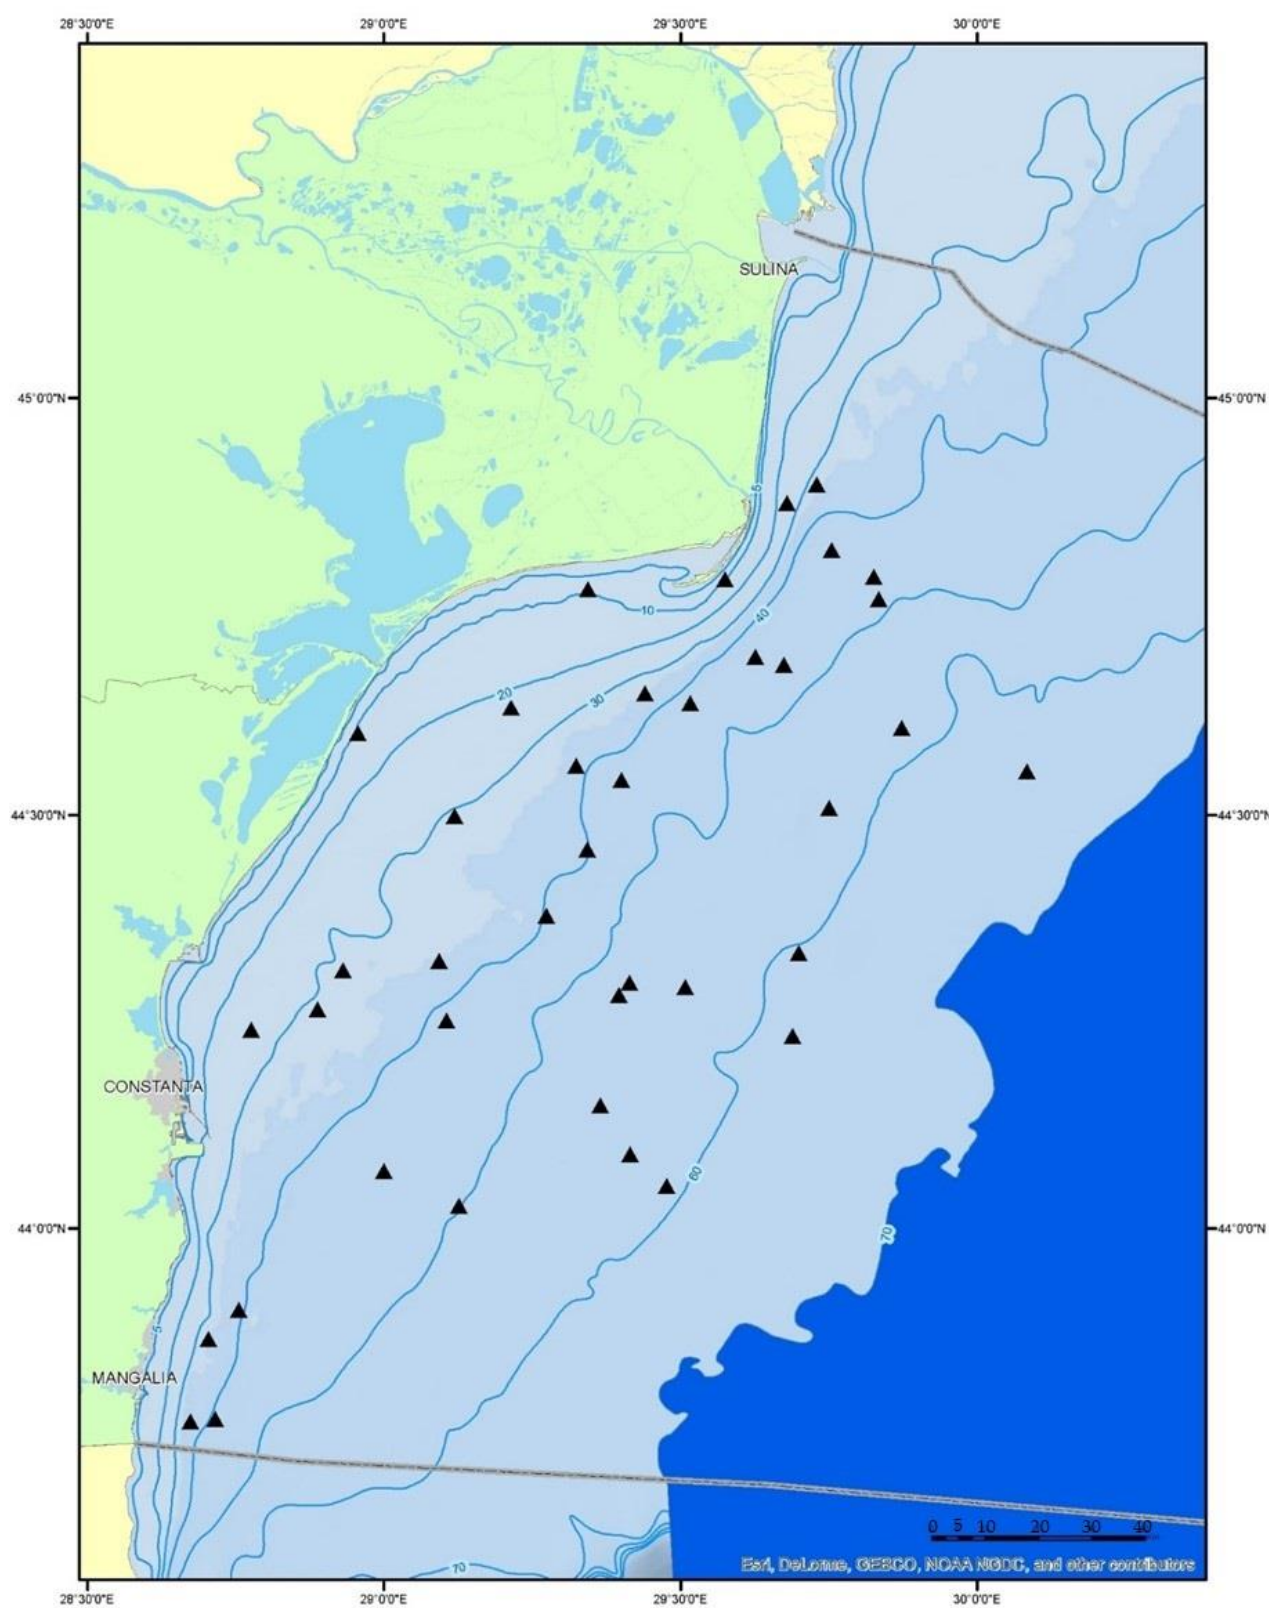 28°30'0"E 29°0'0"E 29°30'0"E 30°0'0"E
SULINA
45°0'0"N 45°0'0"N
5
10
40
20
30
44°30'0"N 44°30'0"N
CONSTANTA
60
44°0'0"N 44°0'0"N
70
5
MANGALIA
0 5 10 20 30 40
Esri, DeLorme, GEBCO, NOAA NGDC, and other contributors
70
28°30'0"E 29°0'0"E 29°30'0"E 30°0'0"E